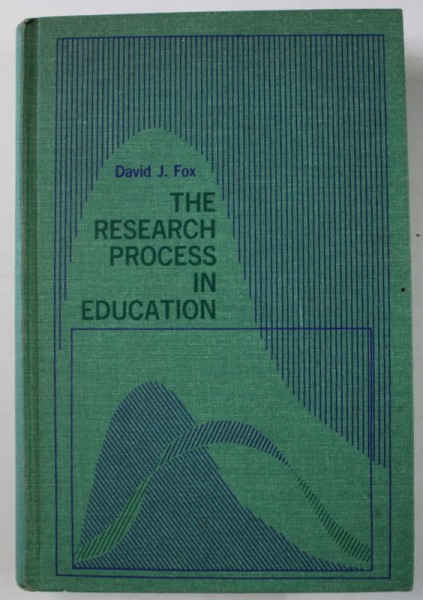 David J. Fox
THE
RESEARCH
PROCESS
IN
EDUCATION